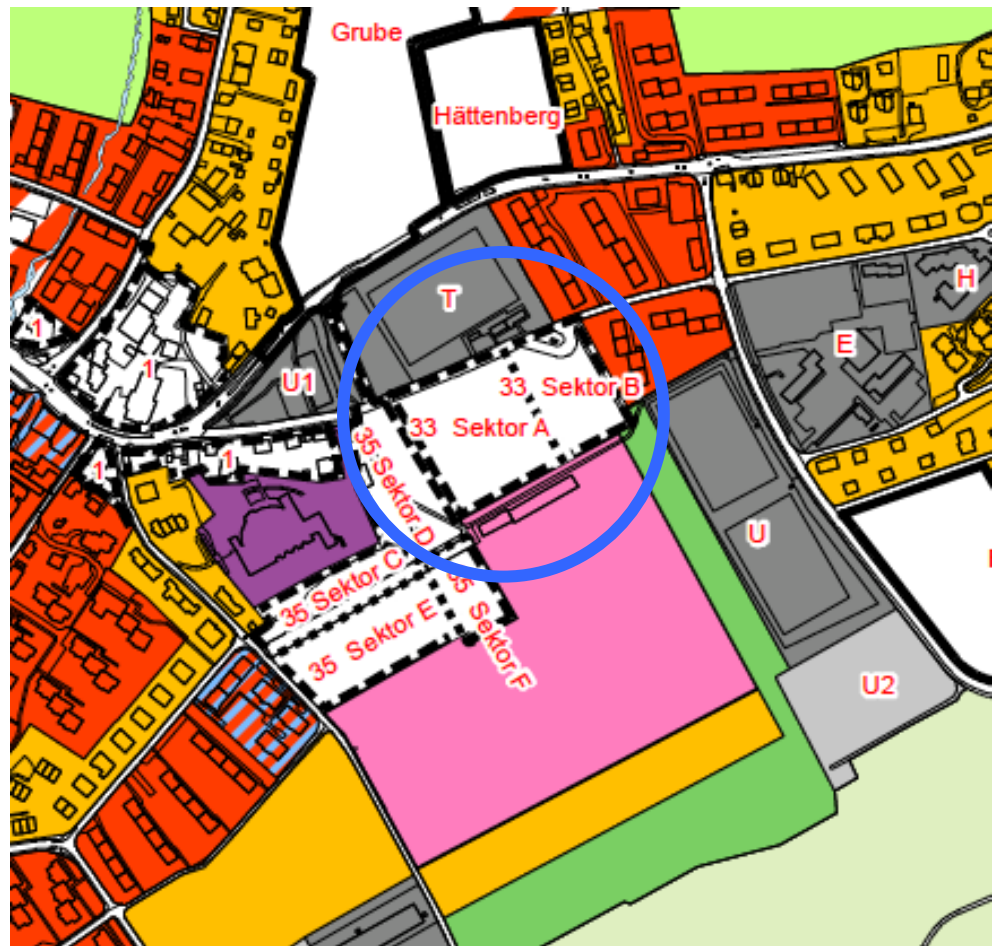 Grube
Hättenberg
T
H
E
1
1
U1
33 Sektor B
33 Sektor A
1
1
35 Sektor D
U
35 Sektor C
35 Sektor E
35 Sektor F
U2